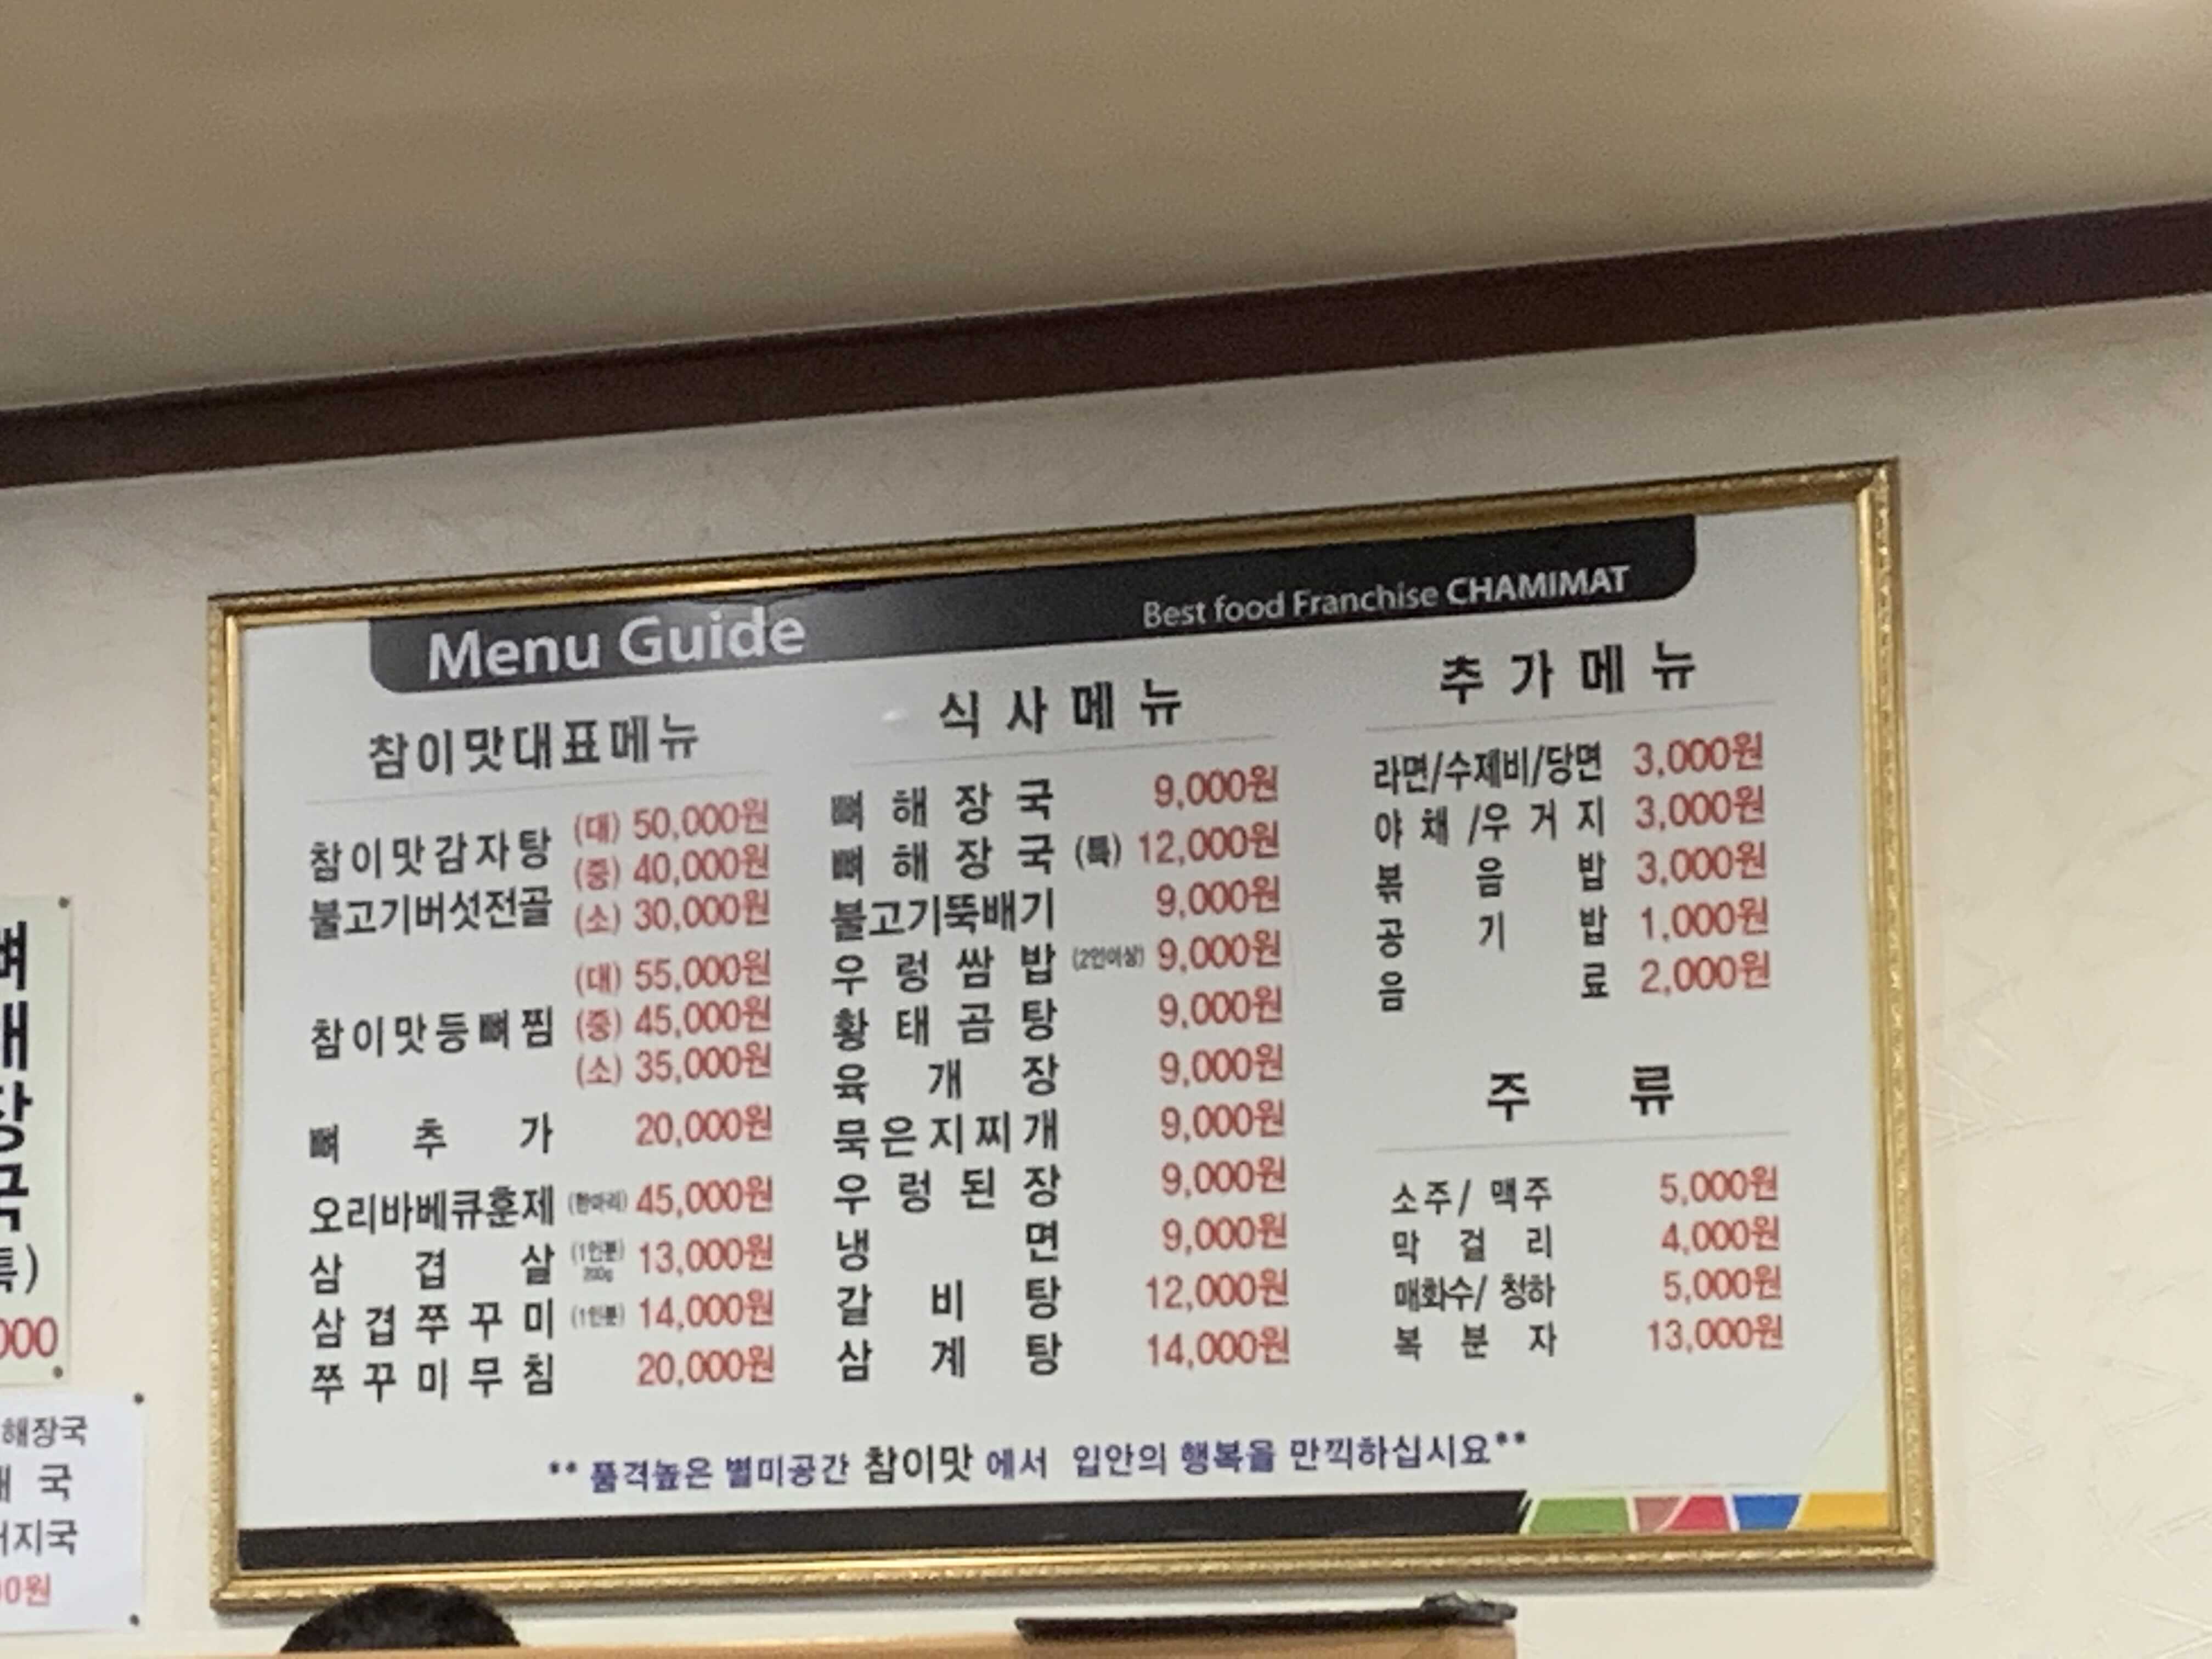 Menu Guide
Best food Franchise CHAMIMAT
참이맛대표메뉴
참이맛감자탕
불고기버섯전골
(대) 50,000원
(중) 40,000원
(소) 30,000원
참이맛등뼈찜
(대) 55,000원
(중) 45,000원
(소) 35,000원
뼈추가 20,000원
오리바베큐훈제 (한마리) 45,000원
삼겹살 (1인분) 200g 13,000원
삼겹쭈꾸미 (1인분) 14,000원
쭈꾸미무침 20,000원
식사메뉴
뼈해장국 9,000원
뼈해장국 (특) 12,000원
불고기뚝배기 9,000원
우렁쌈밥 (2인이상) 9,000원
황태곰탕 9,000원
육개장 9,000원
묵은지찌개 9,000원
우렁된장 9,000원
냉면 9,000원
갈비탕 12,000원
삼계탕 14,000원
추가메뉴
라면/수제비/당면 3,000원
야채/우거지 3,000원
볶음밥 3,000원
공기밥 1,000원
음료 2,000원
주류
소주/ 맥주 5,000원
막걸리 4,000원
매화수/ 청하 5,000원
복분자 13,000원
** 품격높은 별미공간 참이맛 에서 입안의 행복을 만끽하십시요**
해장국
국
지국
0원
000